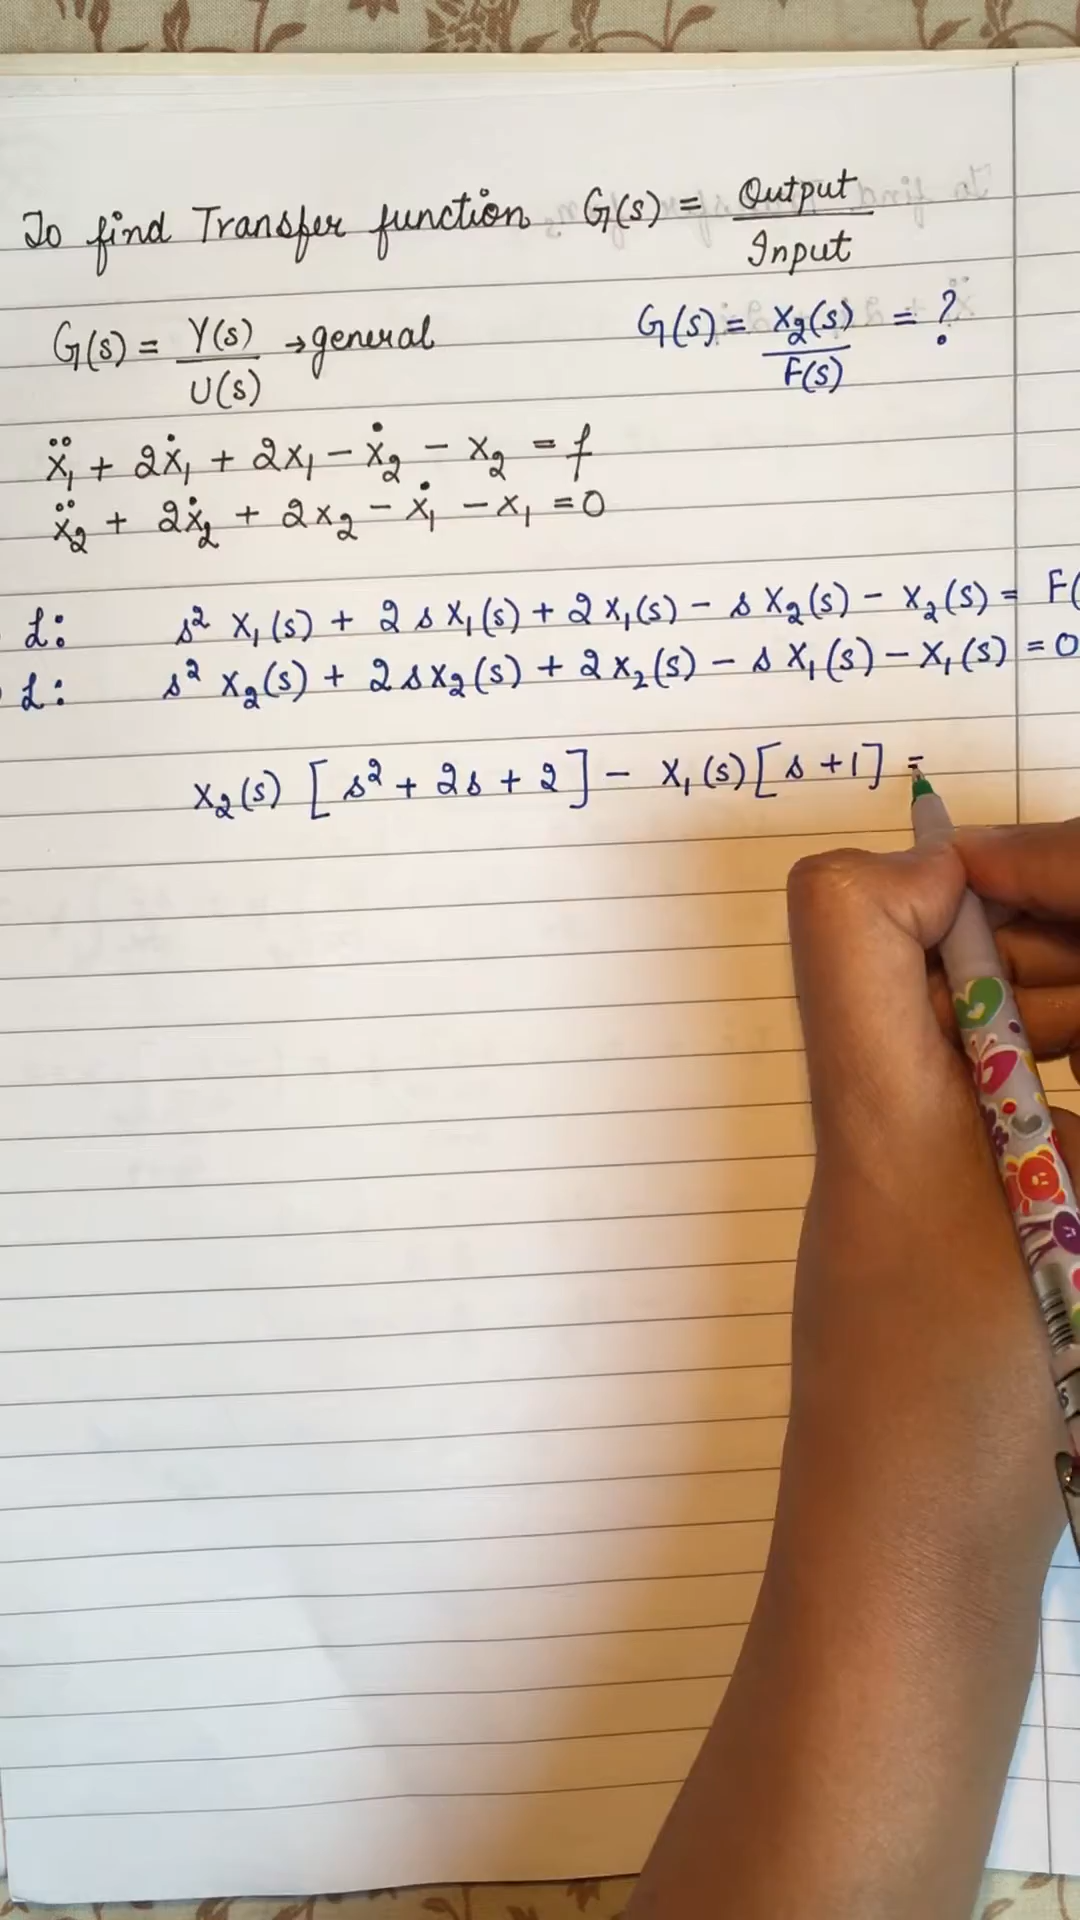 To find Transfer function G(s) = Output / Input
G(s) = Y(s) / U(s) → general
G(s) = X₂(s) / F(s) = ?
ẍ₁ + 2ẋ₁ + 2x₁ − ẋ₂ − x₂ = f
ẍ₂ + 2ẋ₂ + 2x₂ − ẋ₁ − x₁ = 0
L: s² X₁(s) + 2s X₁(s) + 2X₁(s) − s X₂(s) − X₂(s) = F(
L: s² X₂(s) + 2s X₂(s) + 2X₂(s) − s X₁(s) − X₁(s) = 0
X₂(s) [s² + 2s + 2] − X₁(s) [s + 1] =